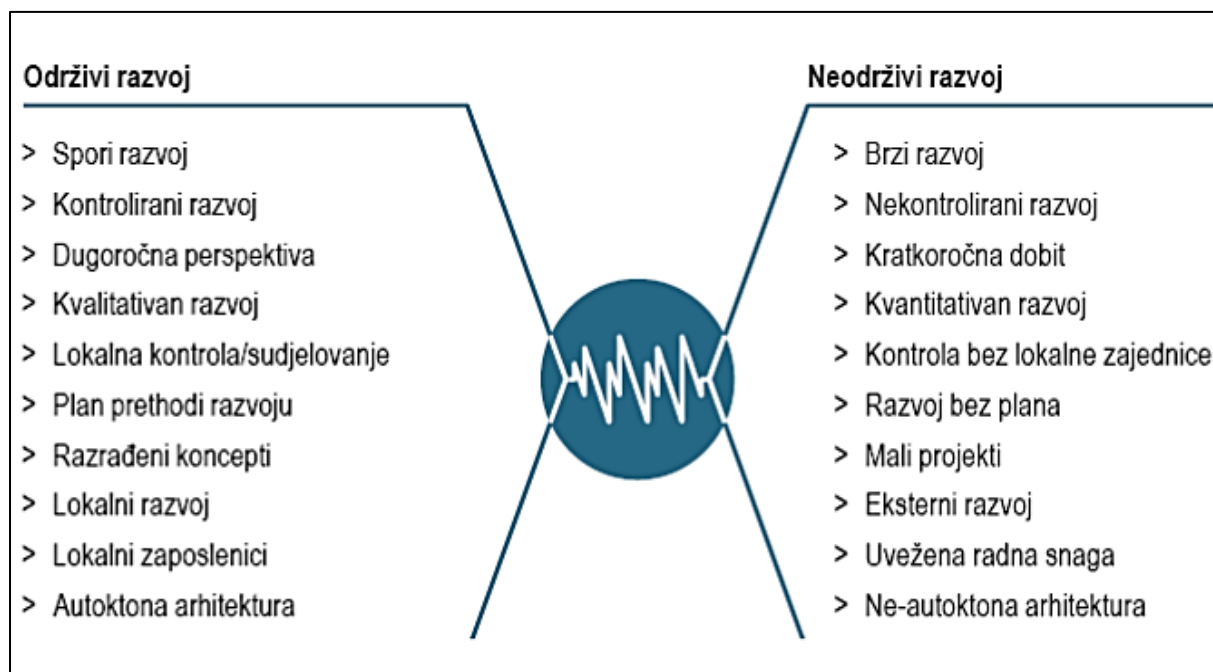 Održivi razvoj
> Spori razvoj
> Kontrolirani razvoj
> Dugoročna perspektiva
> Kvalitativan razvoj
> Lokalna kontrola/sudjelovanje
> Plan prethodi razvoju
> Razrađeni koncepti
> Lokalni razvoj
> Lokalni zaposlenici
> Autoktona arhitektura
Neodrživi razvoj
> Brzi razvoj
> Nekontrolirani razvoj
> Kratkoročna dobit
> Kvantitativan razvoj
> Kontrola bez lokalne zajednice
> Razvoj bez plana
> Mali projekti
> Eksterni razvoj
> Uvežena radna snaga
> Ne-autoktona arhitektura